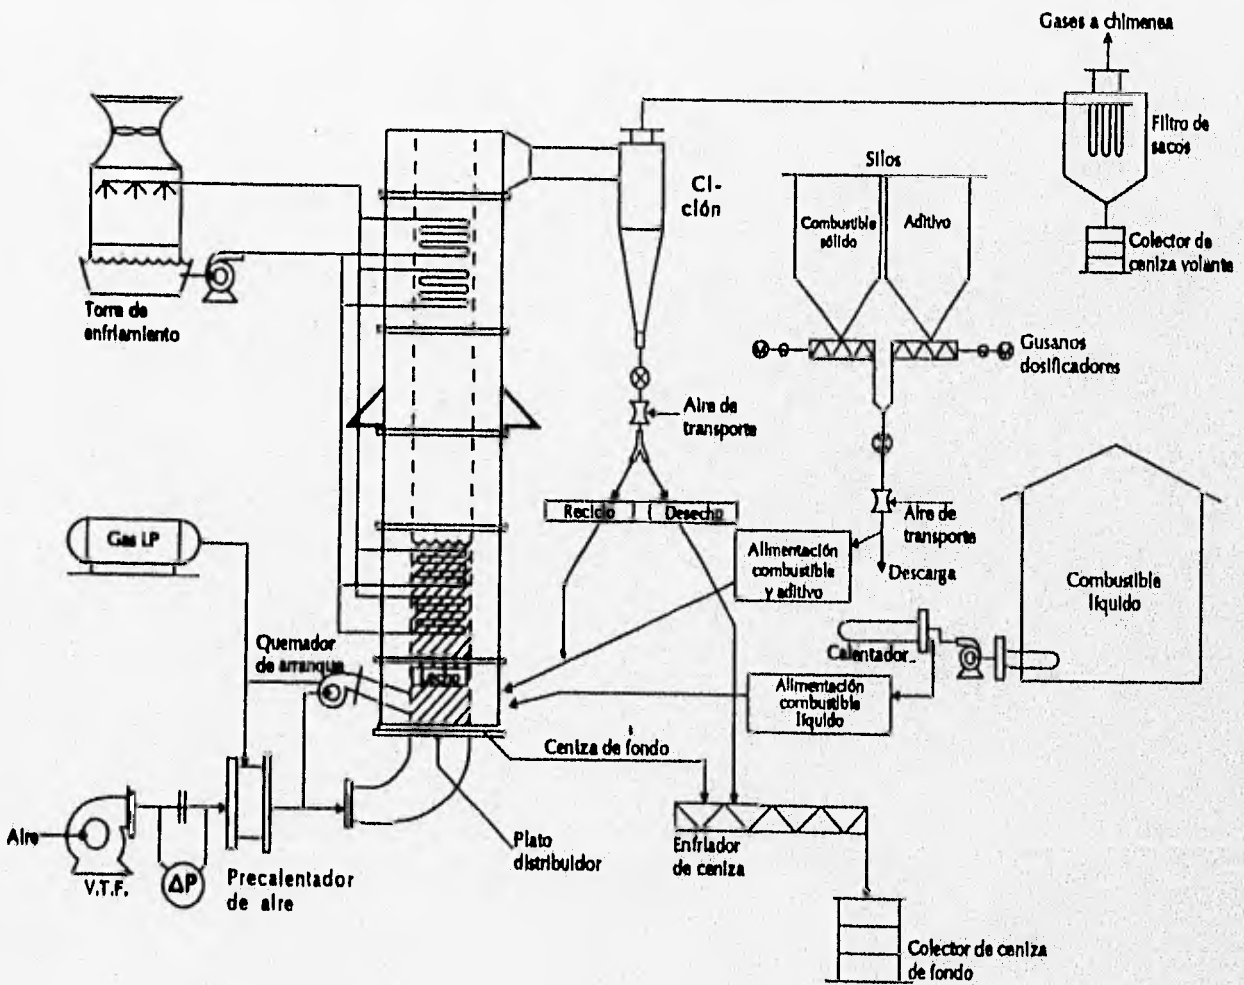 Gases a chimenea
Filtro de
sacos
Silos
Combustible
sólido
Aditivo
Ci-
clón
Colector de
ceniza volante
Torre de
enfriamiento
Gusanos
dosificadores
Aire de
transporte
Reciclo
Desecho
Aire de
transporte
Gas LP
Alimentación
combustible
y aditivo
Descarga
Combustible
líquido
Quemador
de arranque
Calentador
Lecho
Alimentación
combustible
líquido
Ceniza de fondo
Aire
V.T.F.
ΔP
Precalentador
de aire
Plato
distribuidor
Enfriador
de ceniza
Colector de ceniza
de fondo